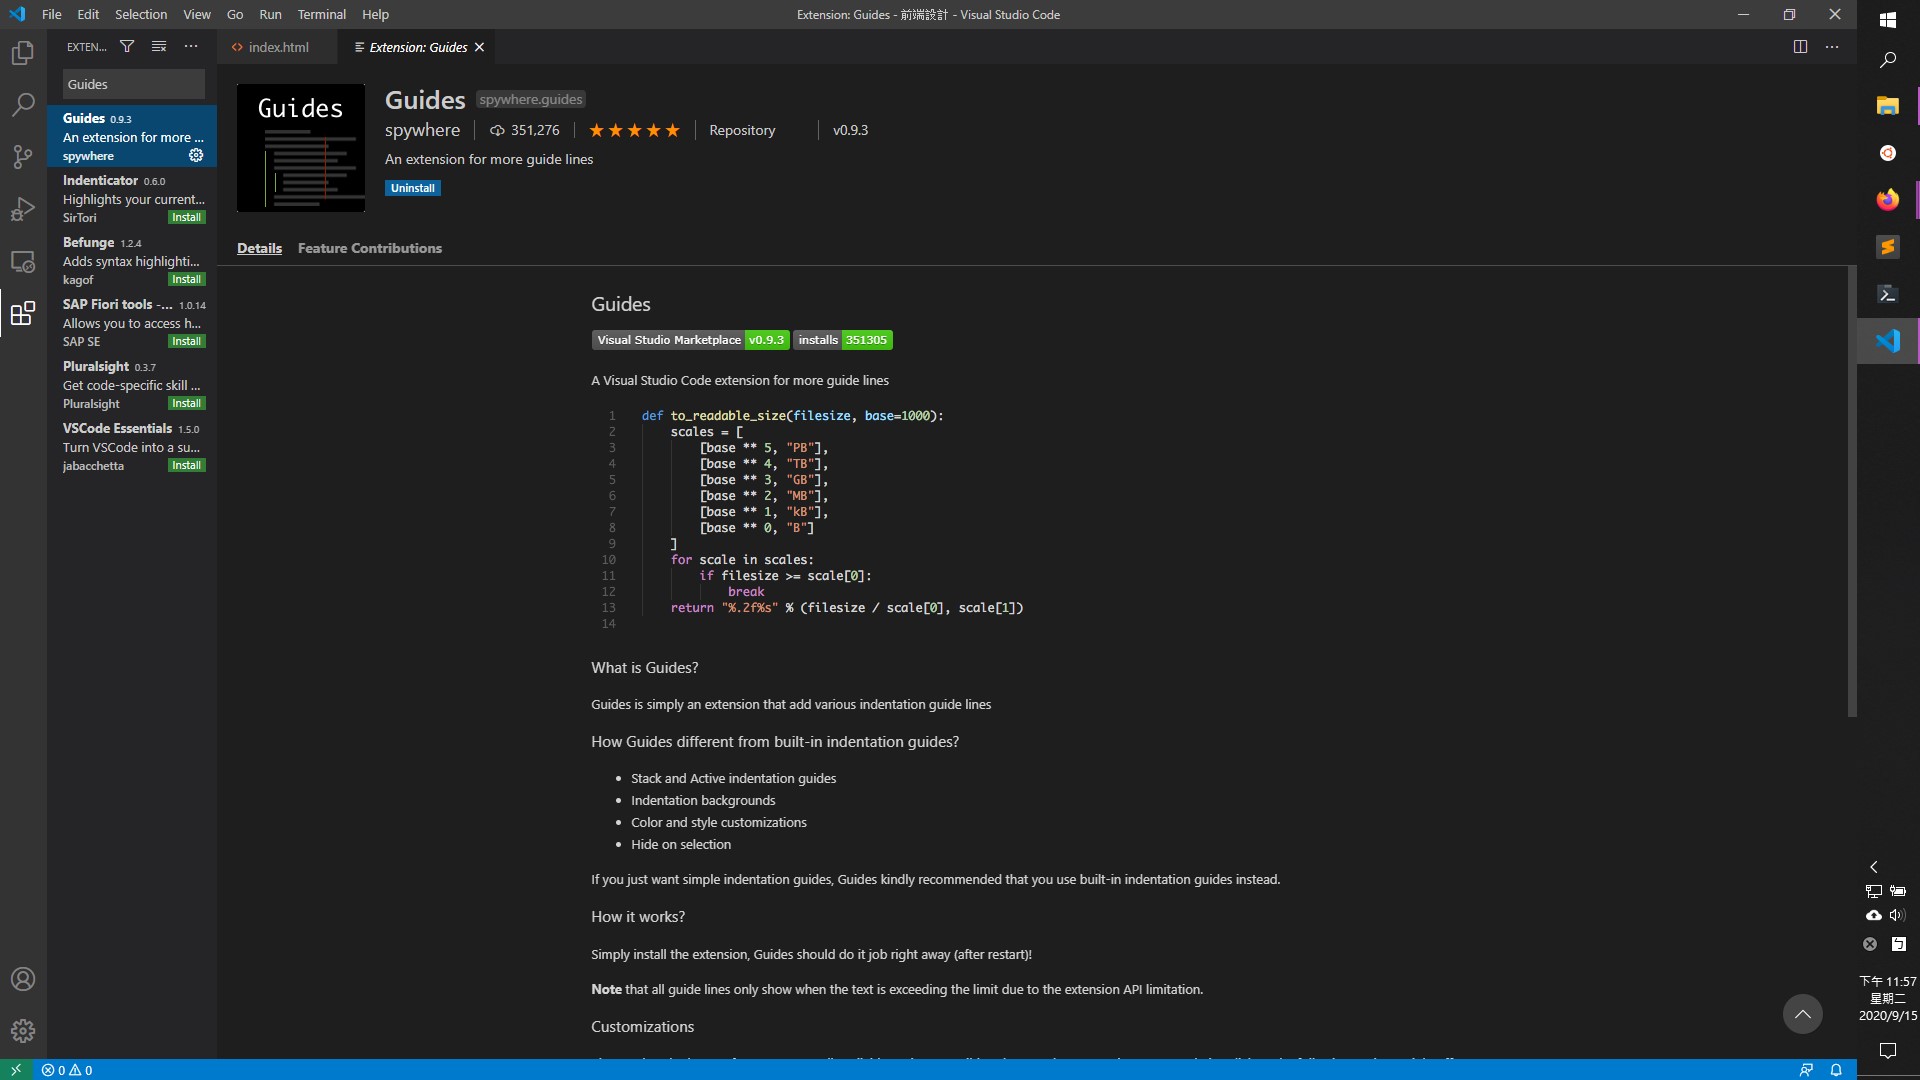 File Edit Selection View Go Run Terminal Help
Extension: Guides - 前端設計 - Visual Studio Code
EXTEN...
index.html
Extension: Guides
Guides
Guides 0.9.3
An extension for more ...
spywhere
Indenticator 0.6.0
Highlights your current...
SirTori Install
Befunge 1.2.4
Adds syntax highlighti...
kagof Install
SAP Fiori tools -... 1.0.14
Allows you to access h...
SAP SE Install
Pluralsight 0.3.7
Get code-specific skill ...
Pluralsight Install
VSCode Essentials 1.5.0
Turn VSCode into a su...
jabacchetta Install
Guides
Guides spywhere.guides
spywhere 351,276 Repository v0.9.3
An extension for more guide lines
Uninstall
Details Feature Contributions
Guides
Visual Studio Marketplace v0.9.3 installs 351305
A Visual Studio Code extension for more guide lines
1 def to_readable_size(filesize, base=1000):
2 scales = [
3 [base ** 5, "PB"],
4 [base ** 4, "TB"],
5 [base ** 3, "GB"],
6 [base ** 2, "MB"],
7 [base ** 1, "kB"],
8 [base ** 0, "B"]
9 ]
10 for scale in scales:
11 if filesize >= scale[0]:
12 break
13 return "%.2f%s" % (filesize / scale[0], scale[1])
14
What is Guides?
Guides is simply an extension that add various indentation guide lines
How Guides different from built-in indentation guides?
• Stack and Active indentation guides
• Indentation backgrounds
• Color and style customizations
• Hide on selection
If you just want simple indentation guides, Guides kindly recommended that you use built-in indentation guides instead.
How it works?
Simply install the extension, Guides should do it job right away (after restart)!
Note that all guide lines only show when the text is exceeding the limit due to the extension API limitation.
Customizations
0 0
ㄅ
下午 11:57
星期二
2020/9/15